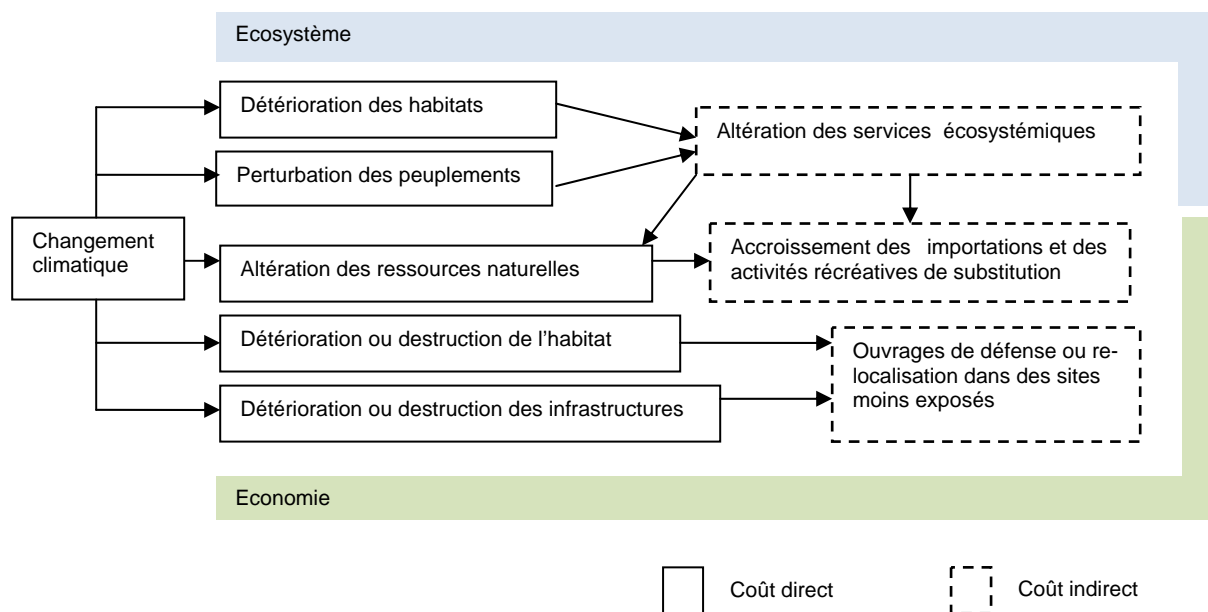 Ecosystème
Détérioration des habitats
Altération des services écosystémiques
Perturbation des peuplements
Changement
climatique
Altération des ressources naturelles
Accroissement des importations et des
activités récréatives de substitution
Détérioration ou destruction de l’habitat
Ouvrages de défense ou re-
localisation dans des sites
moins exposés
Détérioration ou destruction des infrastructures
Economie
Coût direct
Coût indirect